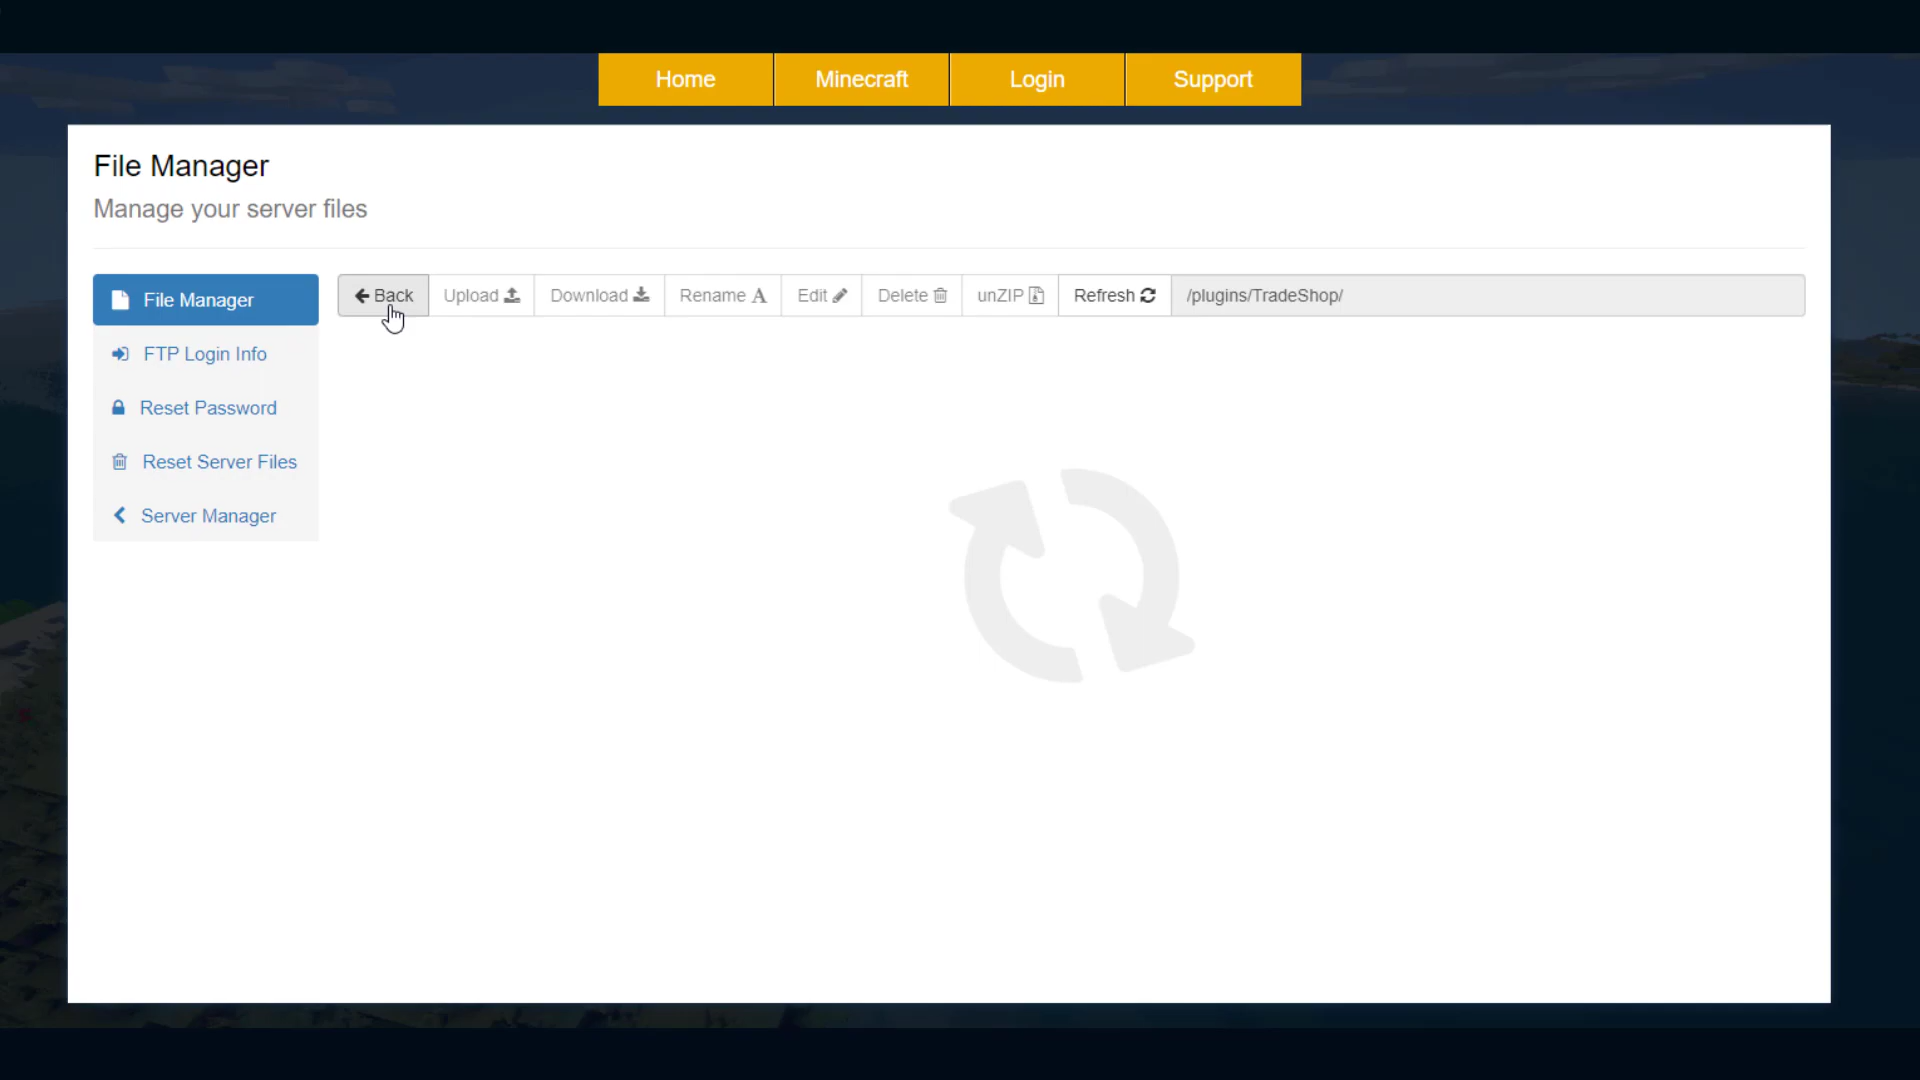 Home
Minecraft
Login
Support
File Manager
Manage your server files
File Manager
FTP Login Info
Reset Password
Reset Server Files
Server Manager
Back
Upload
Download
Rename
Edit
Delete
unZIP
Refresh
/plugins/TradeShop/